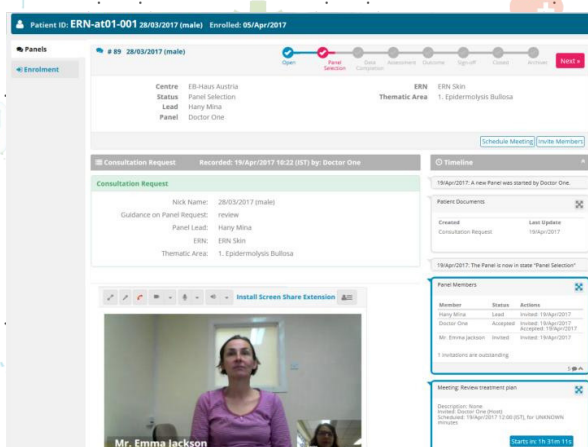 Patient ID: ERN-at01-001 28/03/2017 (male) Enrolled: 05/Apr/2017
Panels
Enrolment
# 89 28/03/2017 (male)
Open
Panel Selection
Data Completion
Assessment
Outcome
Sign-off
Closed
Archived
Next »
Centre EB-Haus Austria
Status Panel Selection
Lead Hany Mina
Panel Doctor One
ERN ERN Skin
Thematic Area 1. Epidermolysis Bullosa
Schedule Meeting Invite Members
Consultation Request Recorded: 19/Apr/2017 10:22 (IST) by: Doctor One
Consultation Request
Nick Name: 28/03/2017 (male)
Guidance on Panel Request: review
Panel Lead: Hany Mina
ERN: ERN Skin
Thematic Area: 1. Epidermolysis Bullosa
Install Screen Share Extension
Mr. Emma Jackson
Timeline
19/Apr/2017: A new Panel was started by Doctor One.
Patient Documents
Created Last Update
Consultation Request 19/Apr/2017
19/Apr/2017: The Panel is now in state "Panel Selection"
Panel Members
Member Status Actions
Hany Mina Lead Invited: 19/Apr/2017
Doctor One Accepted Invited: 19/Apr/2017
Accepted: 19/Apr/2017
Mr. Emma Jackson Invited Invited: 19/Apr/2017
1 invitations are outstanding
Meeting: Review treatment plan
Description: None
Invited: Doctor One (Host)
Scheduled: 19/Apr/2017 12:00 (IST), for UNKNOWN
minutes
Starts in: 1h 31m 11s